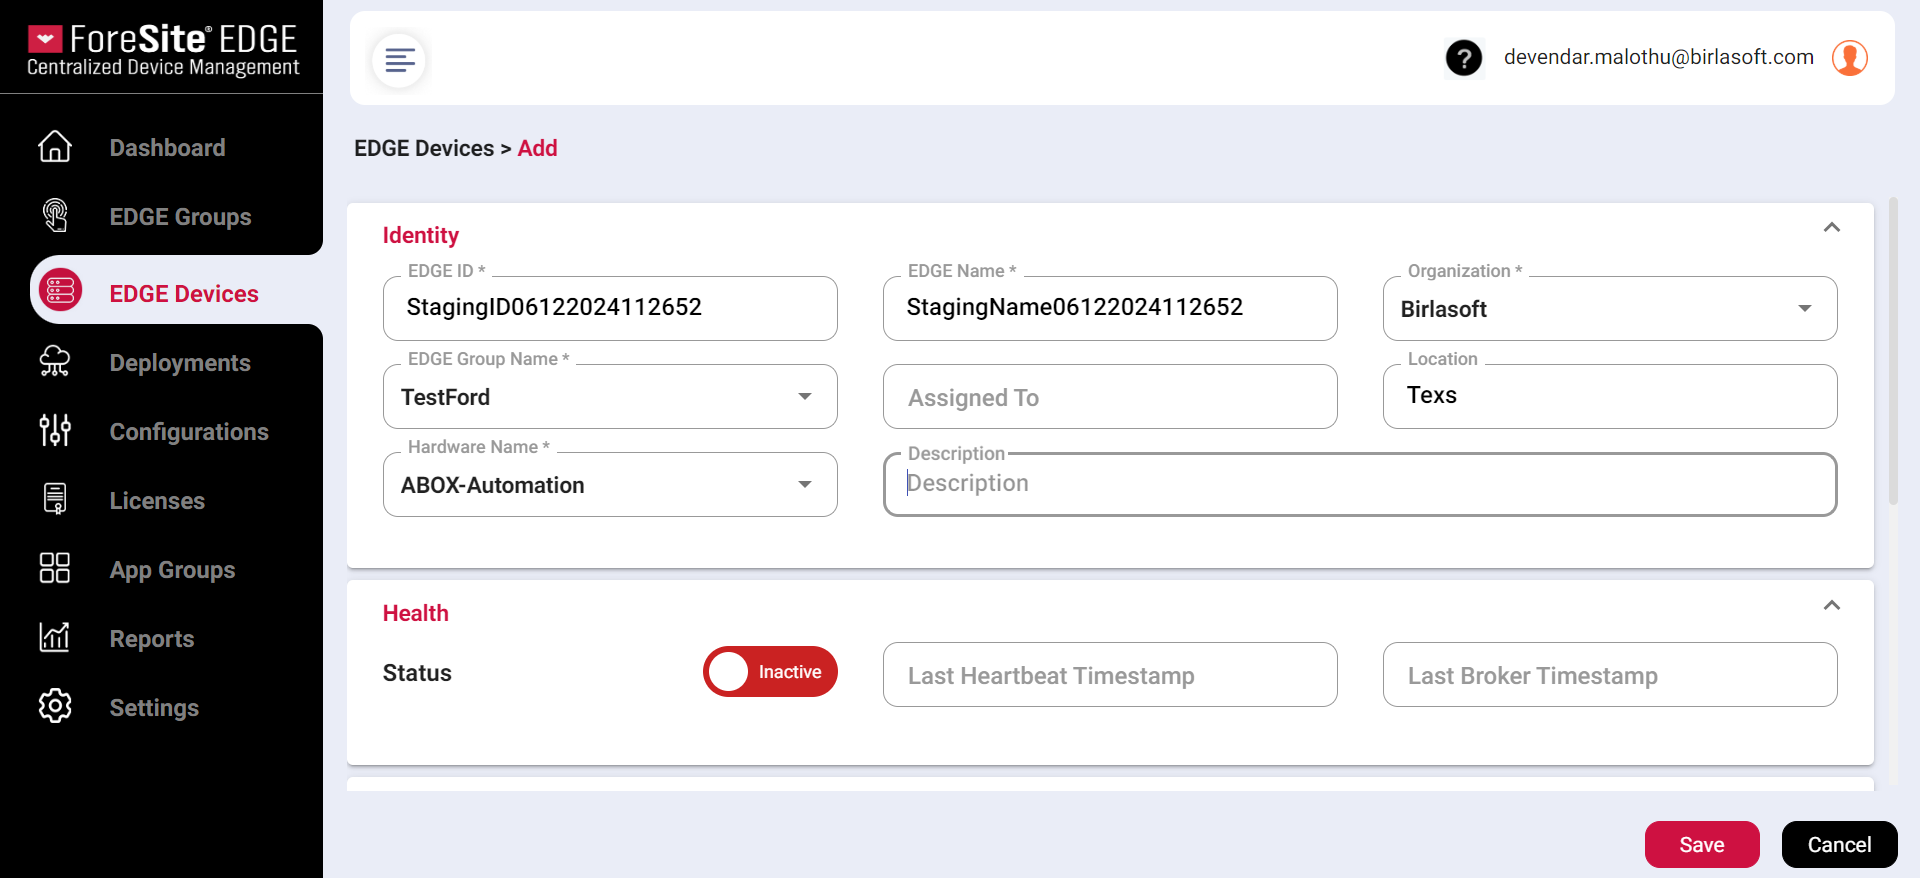 ForeSite® EDGE
Centralized Device Management
? devendar.malothu@birlasoft.com
Dashboard
EDGE Groups
EDGE Devices
Deployments
Configurations
Licenses
App Groups
Reports
Settings
EDGE Devices > Add
Identity
EDGE ID * EDGE Name * Organization *
StagingID06122024112652 StagingName06122024112652 Birlasoft
EDGE Group Name * Location
TestFord Assigned To Texs
Hardware Name * Description
ABOX-Automation Description
Health
Status Inactive Last Heartbeat Timestamp Last Broker Timestamp
Save Cancel